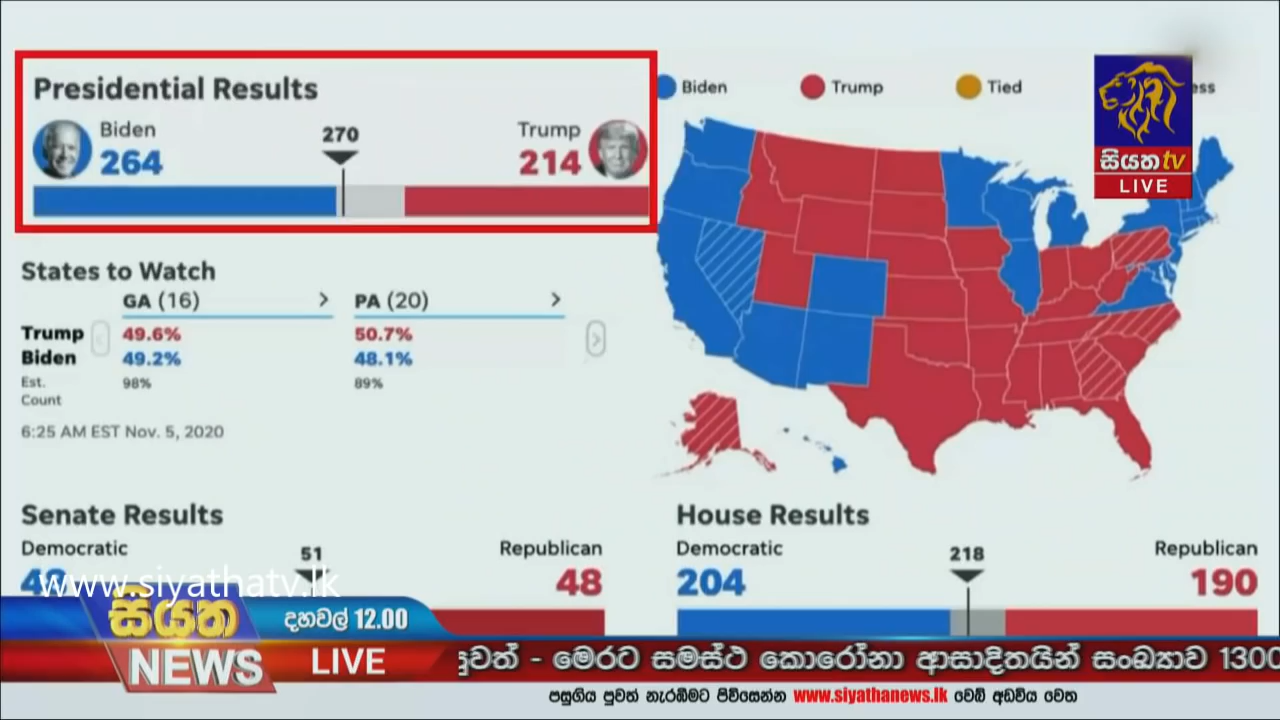 Presidential Results
Biden 270 Trump
264 214
Biden Trump Tied ess
සියත tv
LIVE
States to Watch
GA (16) > PA (20) >
Trump 49.6% 50.7%
Biden 49.2% 48.1%
Est. 98% 89%
Count
6:25 AM EST Nov. 5, 2020
Senate Results
Democratic 51 Republican
48 48
House Results
Democratic 218 Republican
204 190
www.siyathatv.lk
සියත දහවල් 12.00
NEWS LIVE
පුවත් - මෙරට සමස්ථ කොරෝනා ආසාදිතයින් සංඛ්‍යාව 1300
පසුගිය පුවත් නැරඹීමට පිවිසෙන්න www.siyathanews.lk වෙබ් අඩවිය වෙත